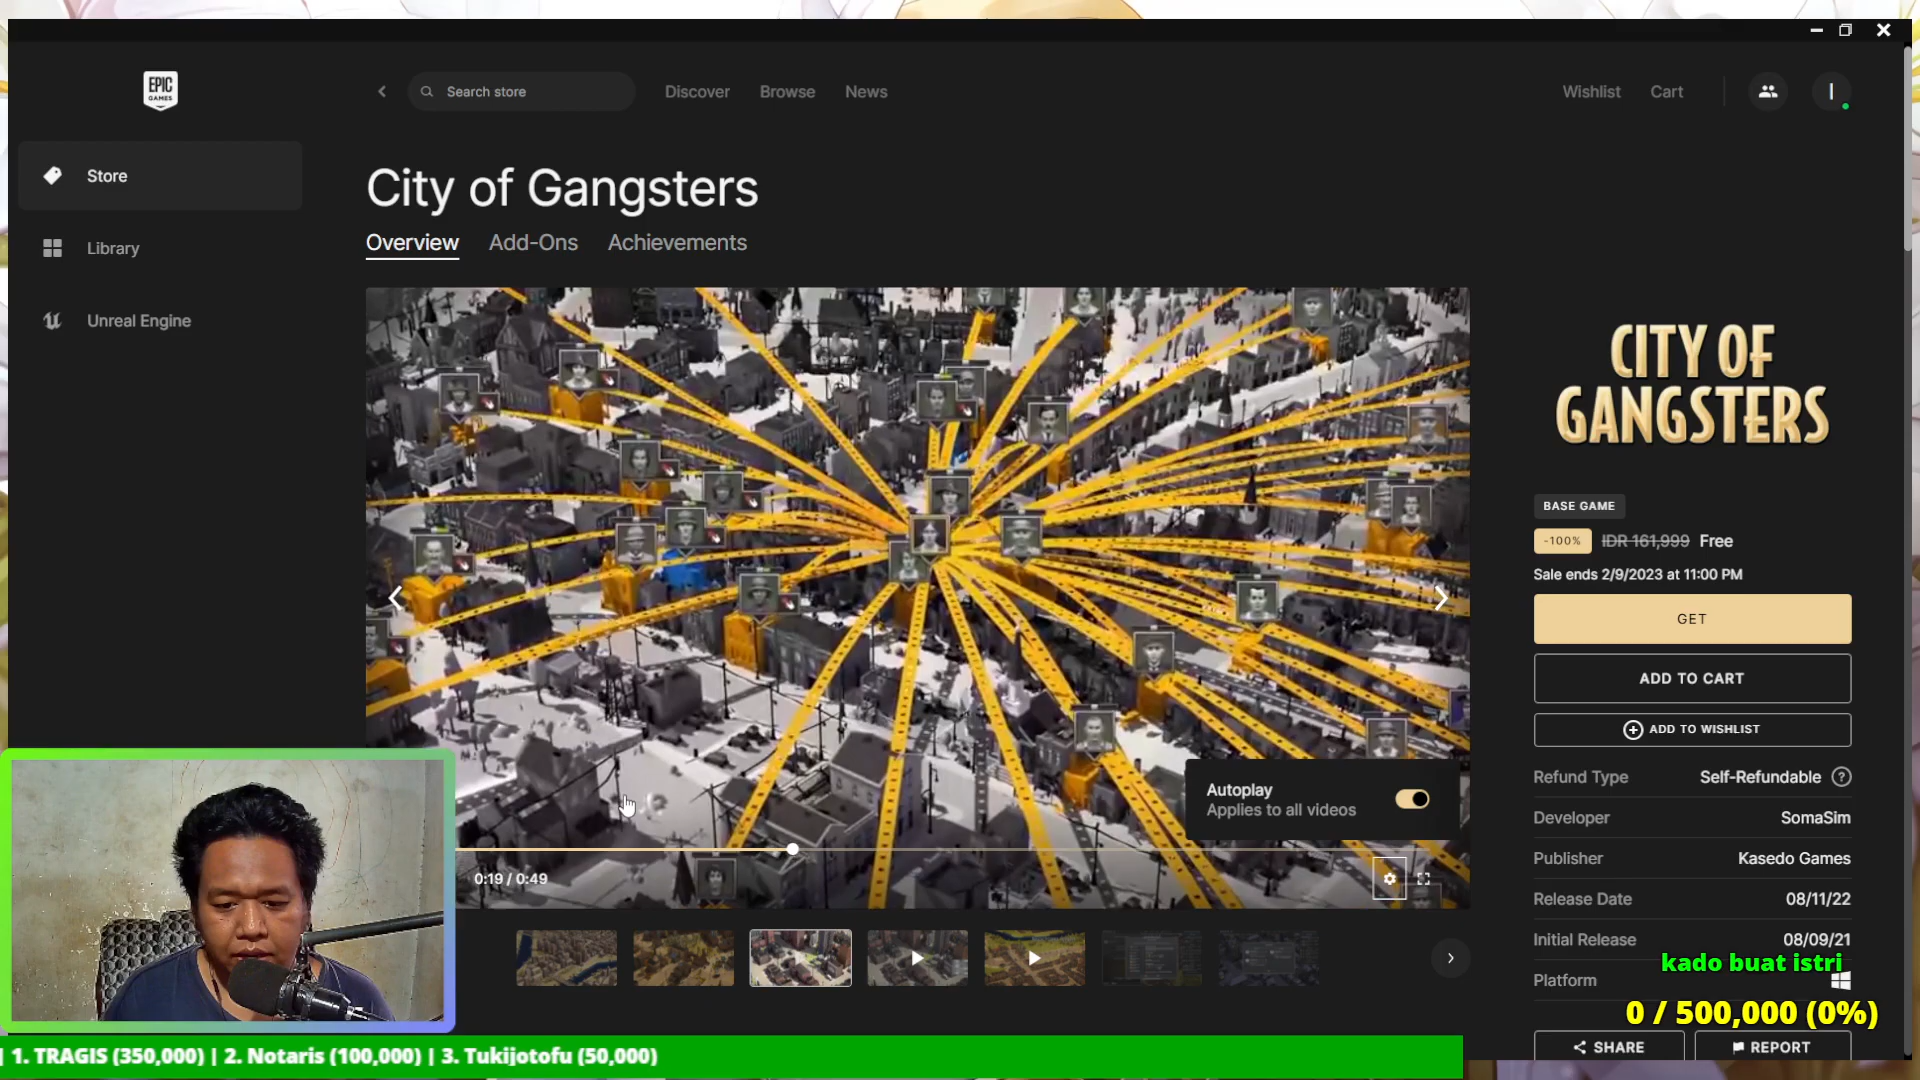 EPIC
GAMES
Search store
Discover
Browse
News
Wishlist
Cart
Store
Library
Unreal Engine
City of Gangsters
Overview
Add-Ons
Achievements
Autoplay
Applies to all videos
0:19 / 0:49
CITY OF
GANGSTERS
BASE GAME
-100% IDR 161,999 Free
Sale ends 2/9/2023 at 11:00 PM
GET
ADD TO CART
ADD TO WISHLIST
Refund Type Self-Refundable
Developer SomaSim
Publisher Kasedo Games
Release Date 08/11/22
Initial Release 08/09/21
Platform
kado buat istri
0 / 500,000 (0%)
SHARE
REPORT
| 1. TRAGIS (350,000) | 2. Notaris (100,000) | 3. Tukijotofu (50,000)